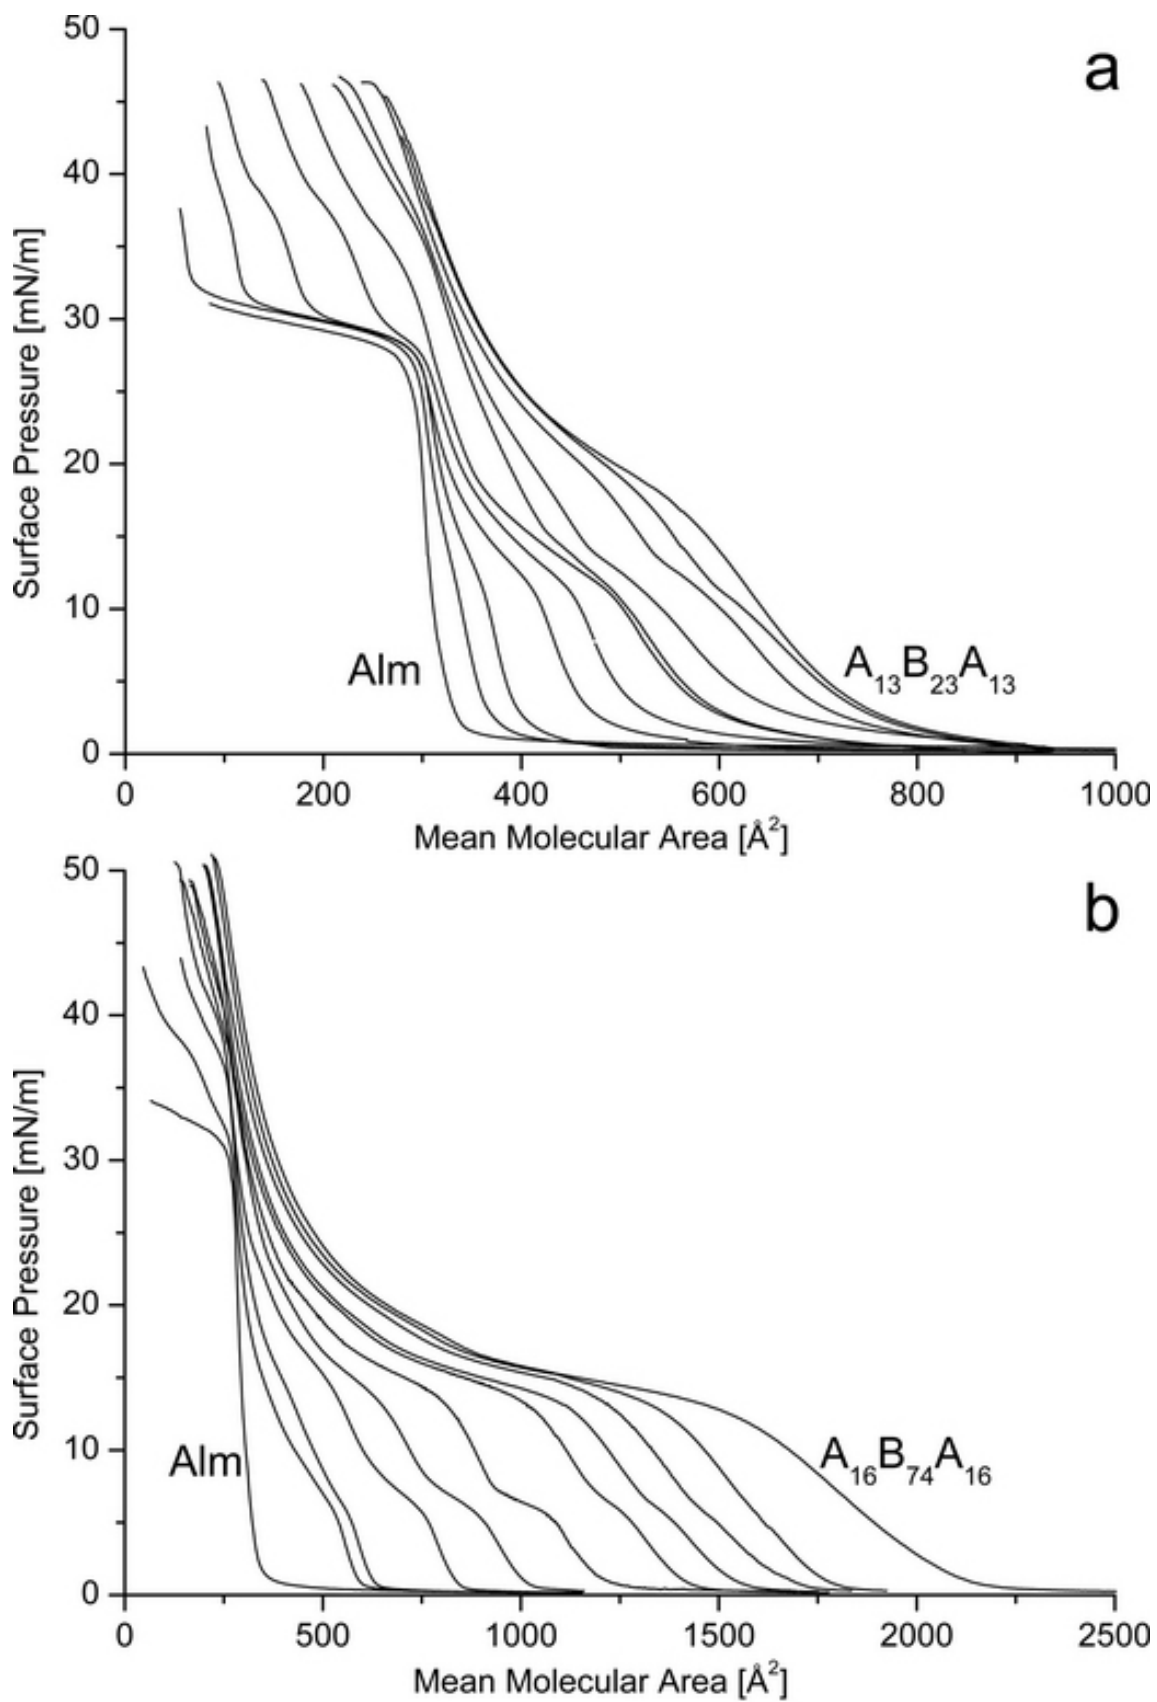 a
50
40
30
20
10
0
Surface Pressure [mN/m]
Alm
A₁₃B₂₃A₁₃
0 200 400 600 800 1000
Mean Molecular Area [Å²]
b
50
40
30
20
10
0
Surface Pressure [mN/m]
Alm
A₁₆B₇₄A₁₆
0 500 1000 1500 2000 2500
Mean Molecular Area [Å²]